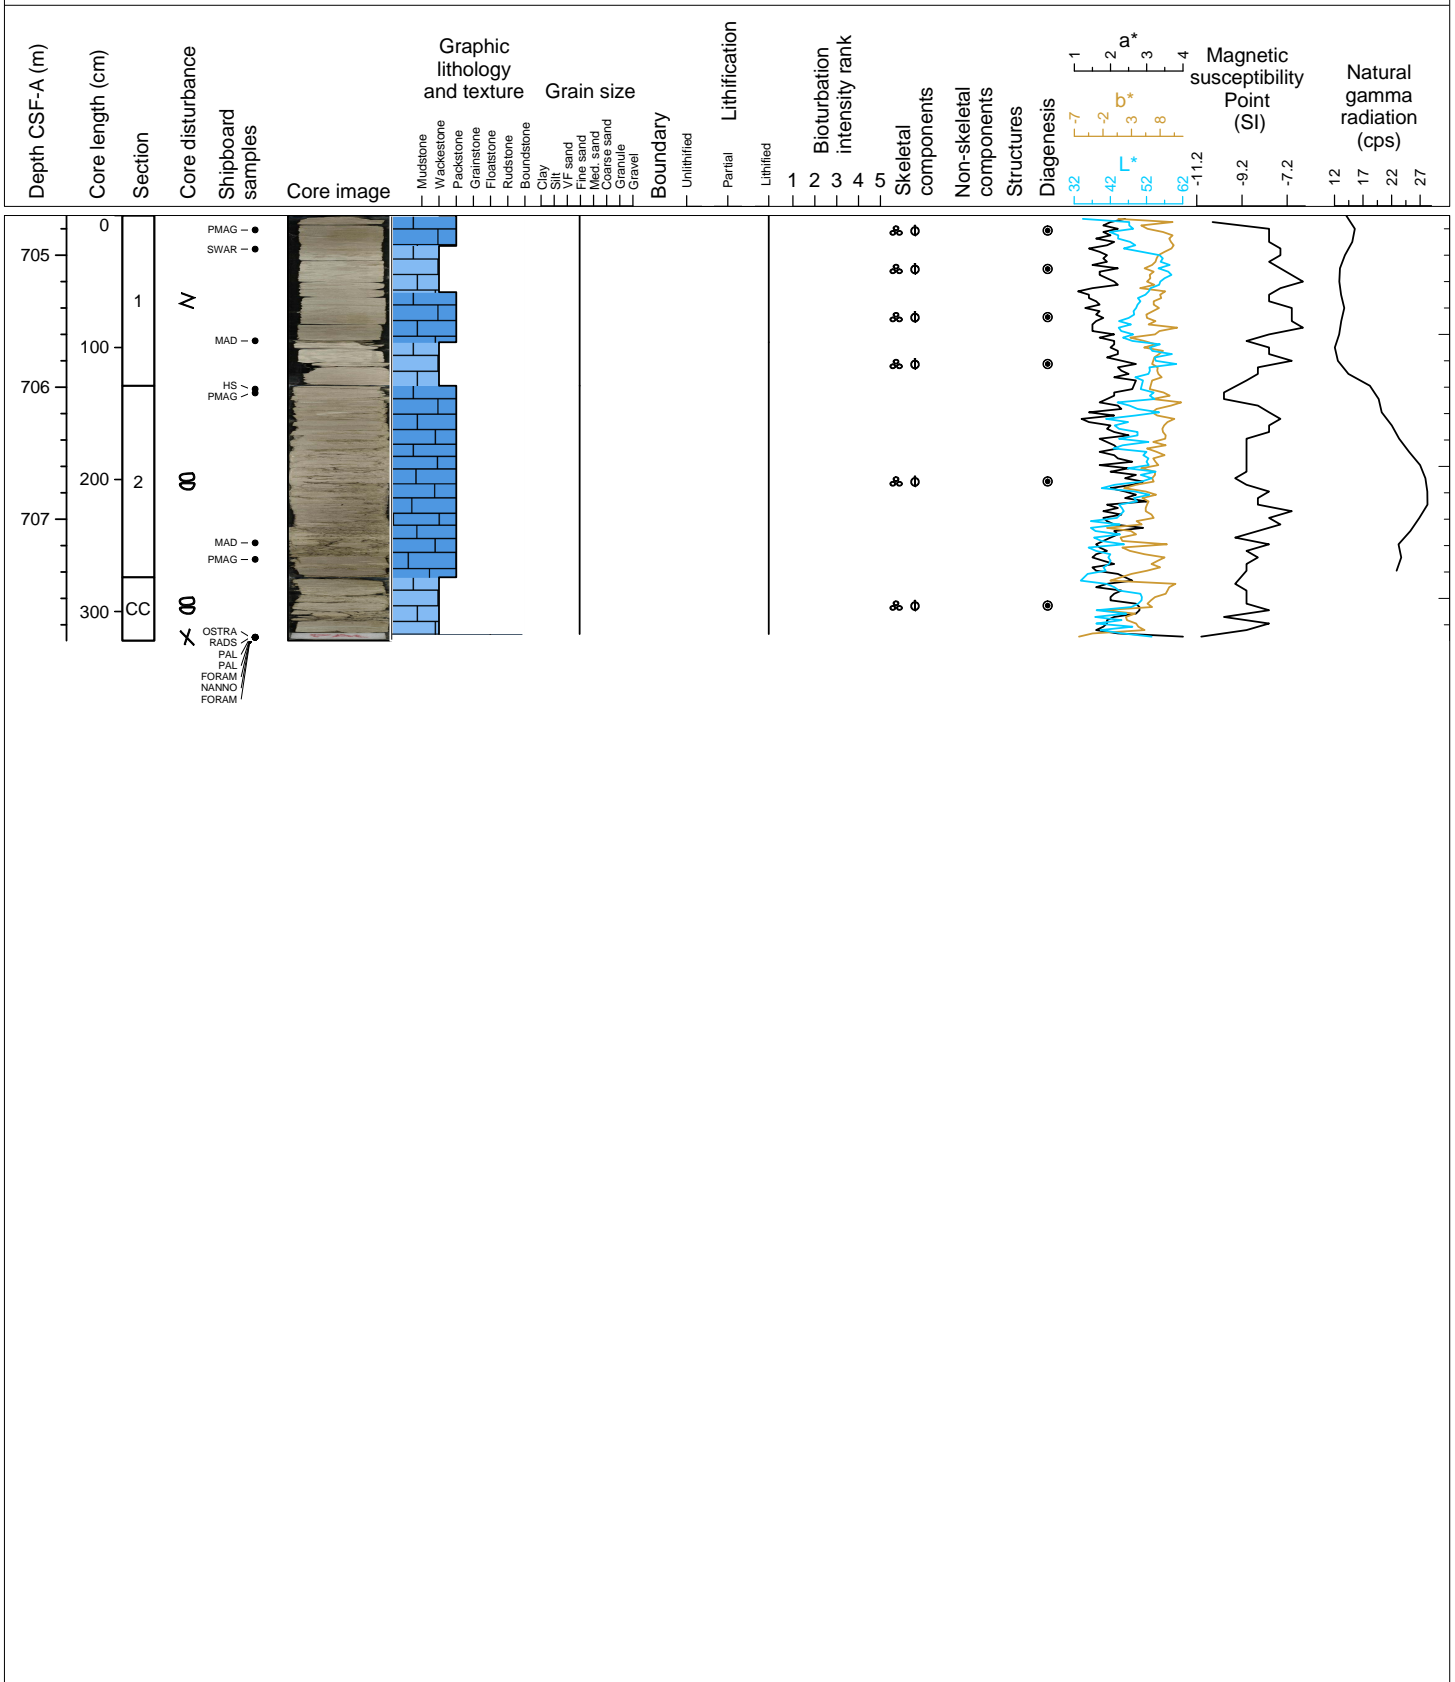 Depth CSF-A (m)
Core length (cm)
Section
Core disturbance
Shipboard
samples
Core image
Graphic
lithology
and texture
Mudstone
Wackestone
Packstone
Grainstone
Floatstone
Rudstone
Boundstone
Grain size
Clay
Silt
VF sand
Fine sand
Med. sand
Coarse sand
Granule
Gravel
Boundary
Lithification
Unlithified
Partial
Lithified
Bioturbation
intensity rank
1 2 3 4 5
Skeletal
components
Non-skeletal
components
Structures
Diagenesis
a*
1 2 3 4
b*
-7 -2 3 8
L*
32 42 52 62
Magnetic
susceptibility
Point
(SI)
-11.2 -9.2 -7.2
Natural
gamma
radiation
(cps)
12 17 22 27
0
PMAG
SWAR
705
1
100
MAD
706
HS
PMAG
200
2
707
MAD
PMAG
300
CC
OSTRA
RADS
PAL
PAL
FORAM
NANNO
FORAM